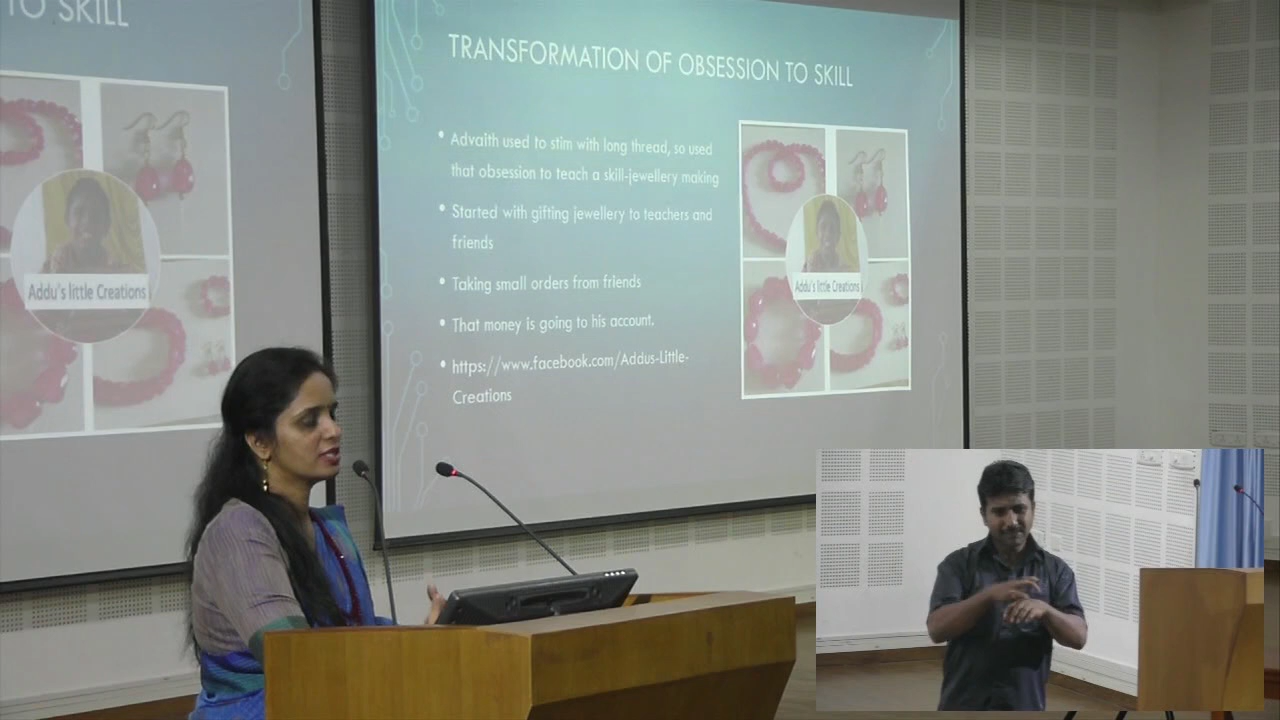 TO SKILL
Addu's little Creations
TRANSFORMATION OF OBSESSION TO SKILL
• Advaith used to stim with long thread, so used
that obsession to teach a skill-jewellery making
• Started with gifting jewellery to teachers and
friends
• Taking small orders from friends
• That money is going to his account.
• https://www.facebook.com/Addus-Little-
Creations
Addu's little Creations